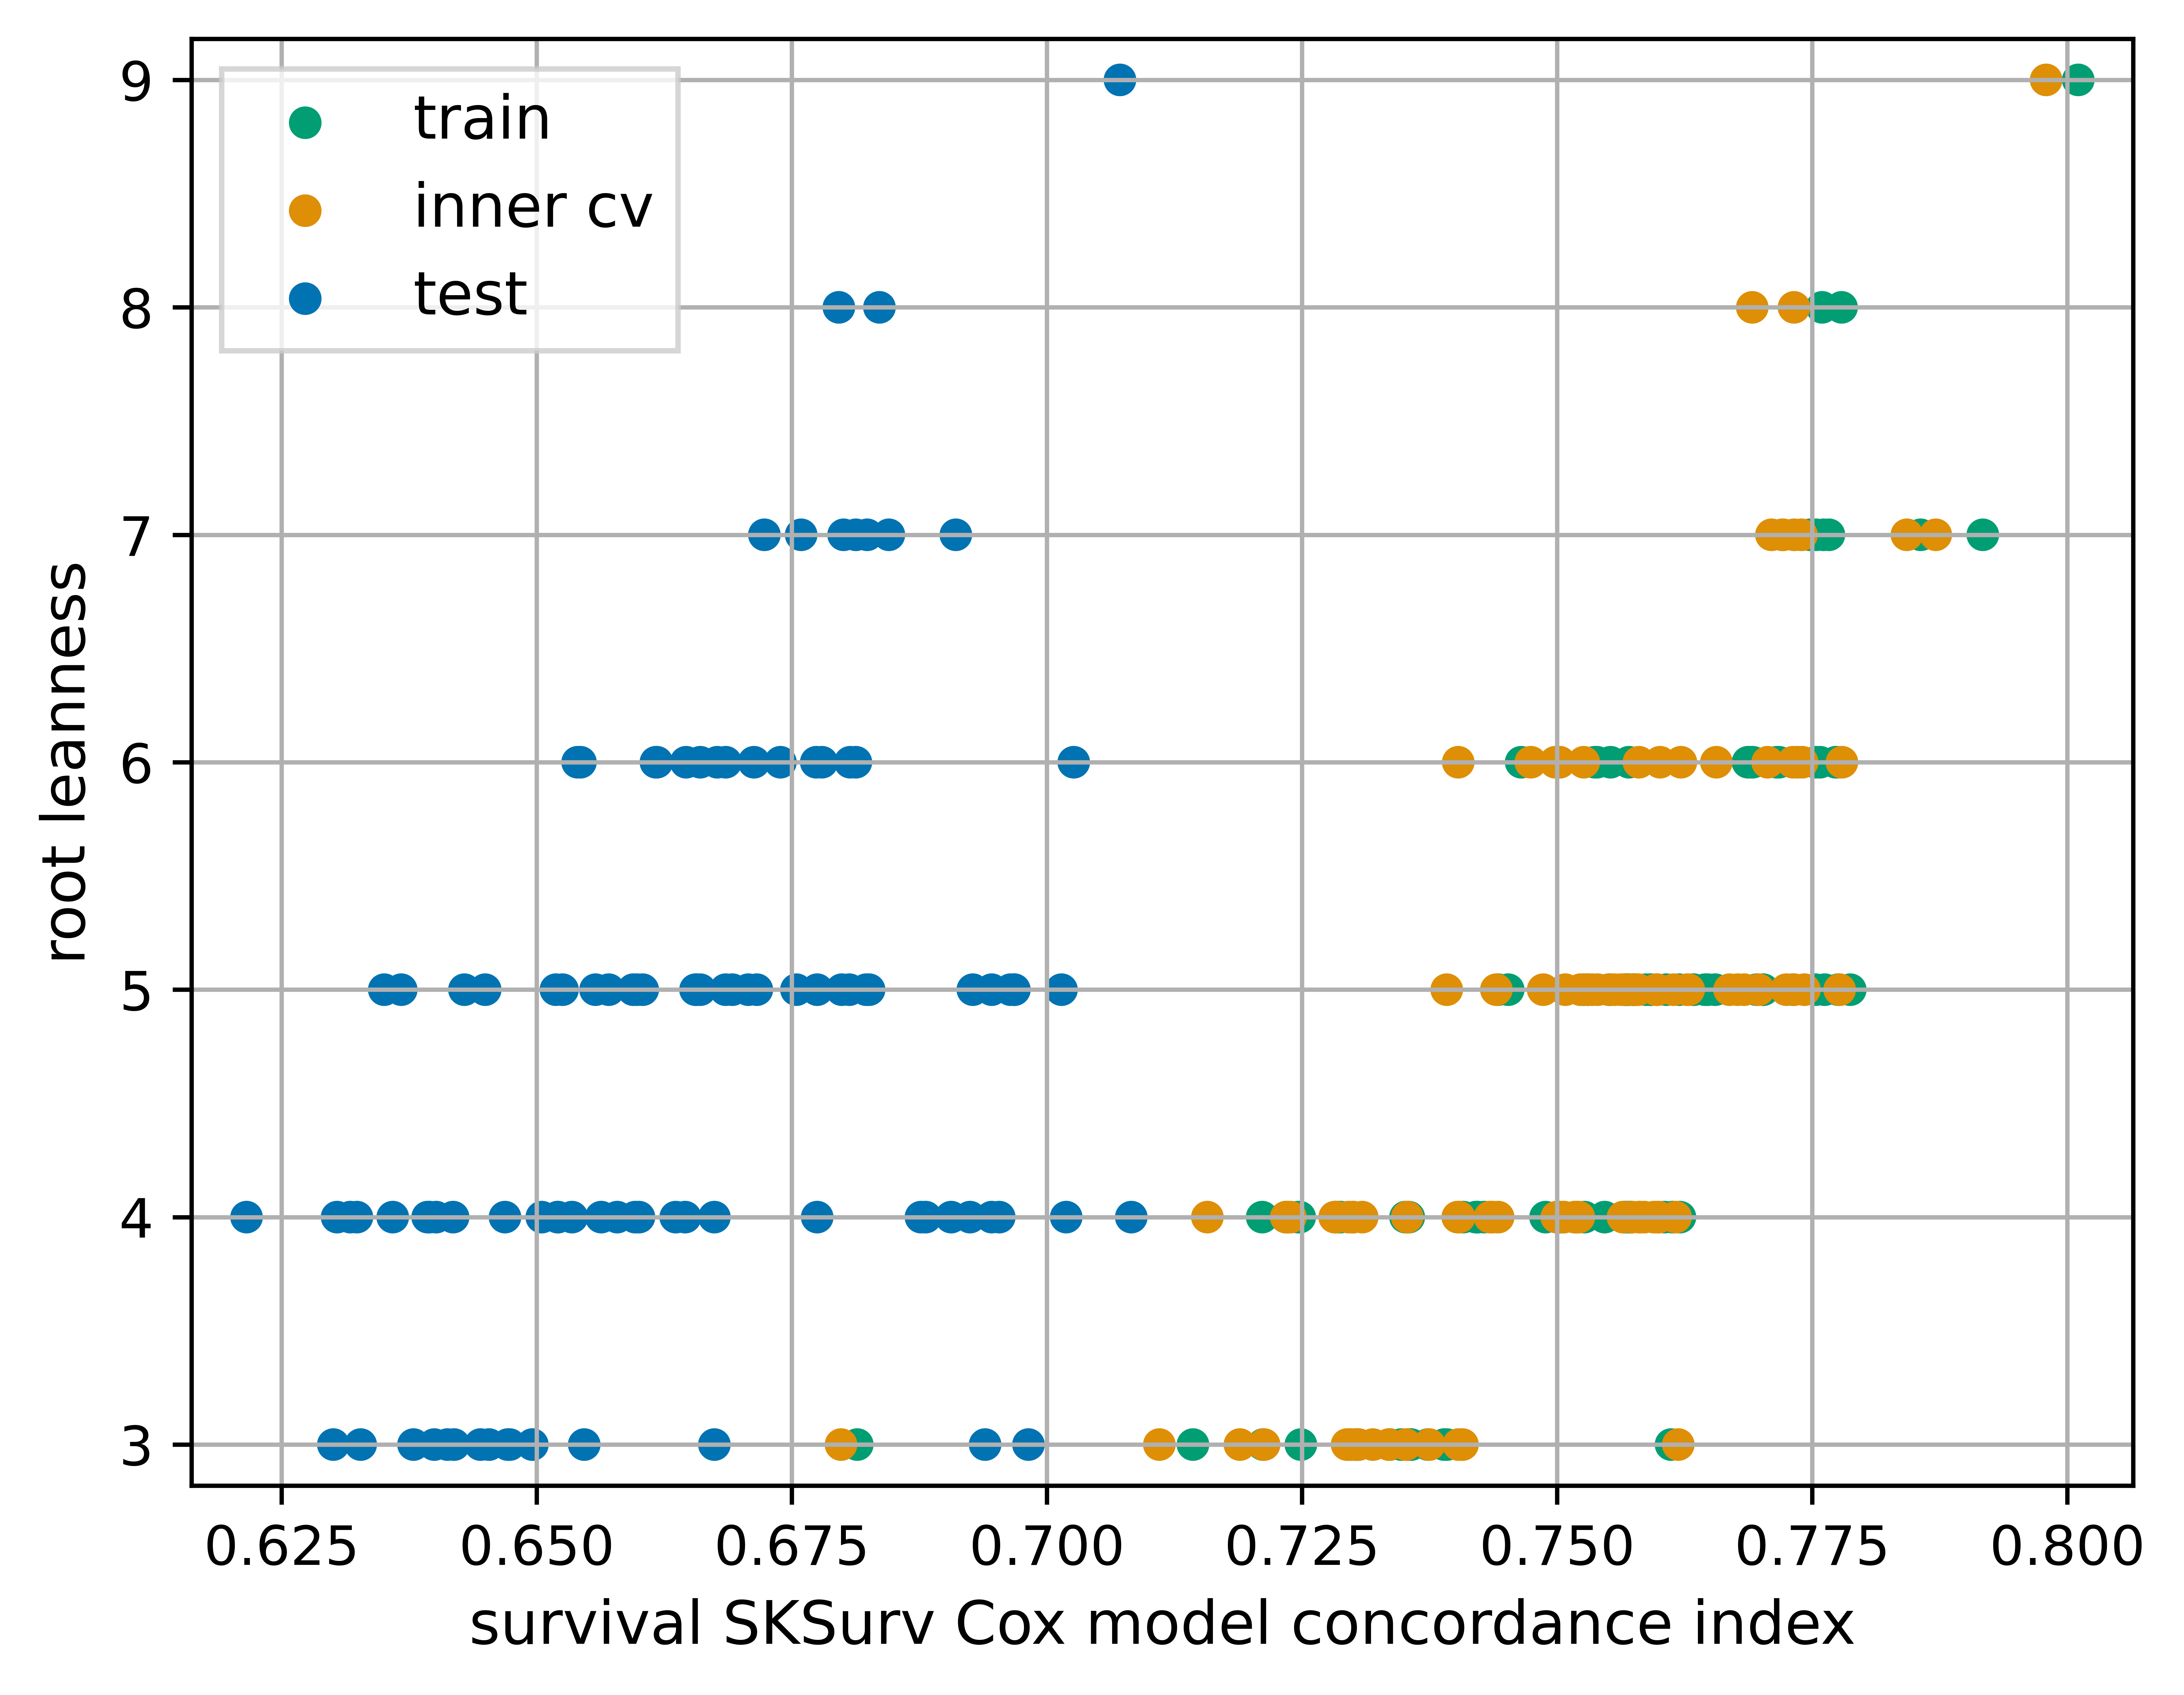 train
inner cv
test
root leanness
9
8
7
6
5
4
3
0.625 0.650 0.675 0.700 0.725 0.750 0.775 0.800
survival SKSurv Cox model concordance index